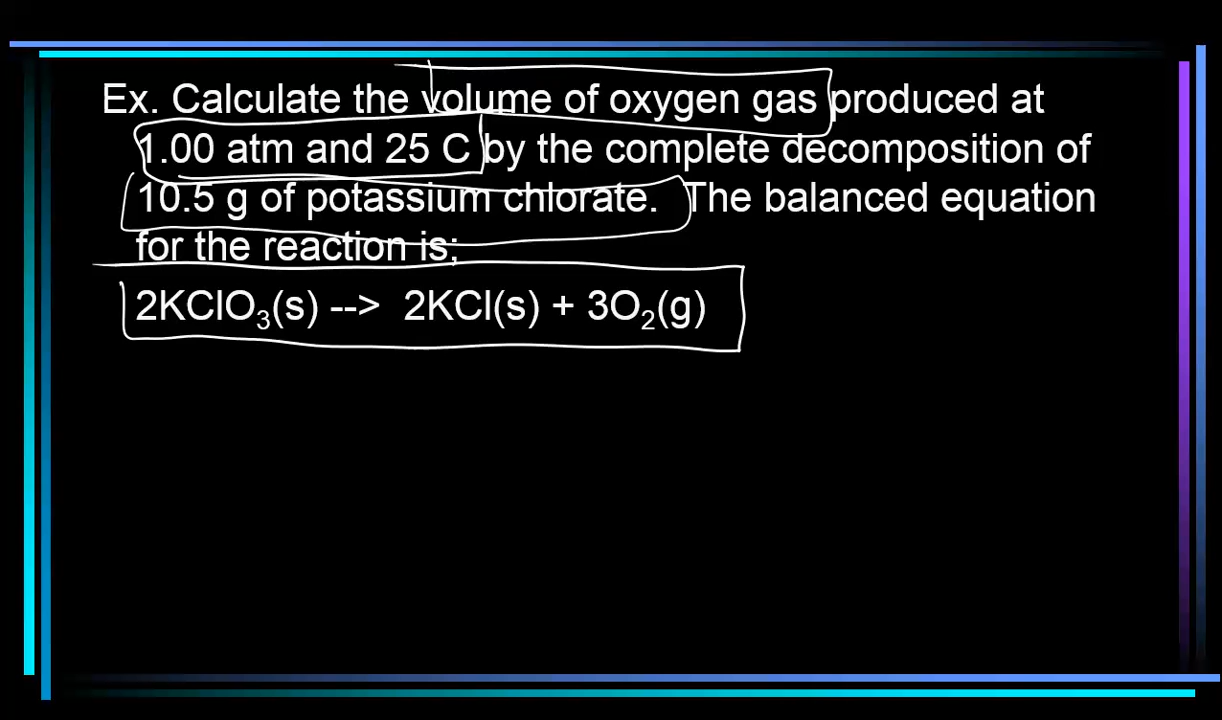 Ex. Calculate the volume of oxygen gas produced at
1.00 atm and 25 C by the complete decomposition of
10.5 g of potassium chlorate. The balanced equation
for the reaction is;
2KClO₃(s) --> 2KCl(s) + 3O₂(g)